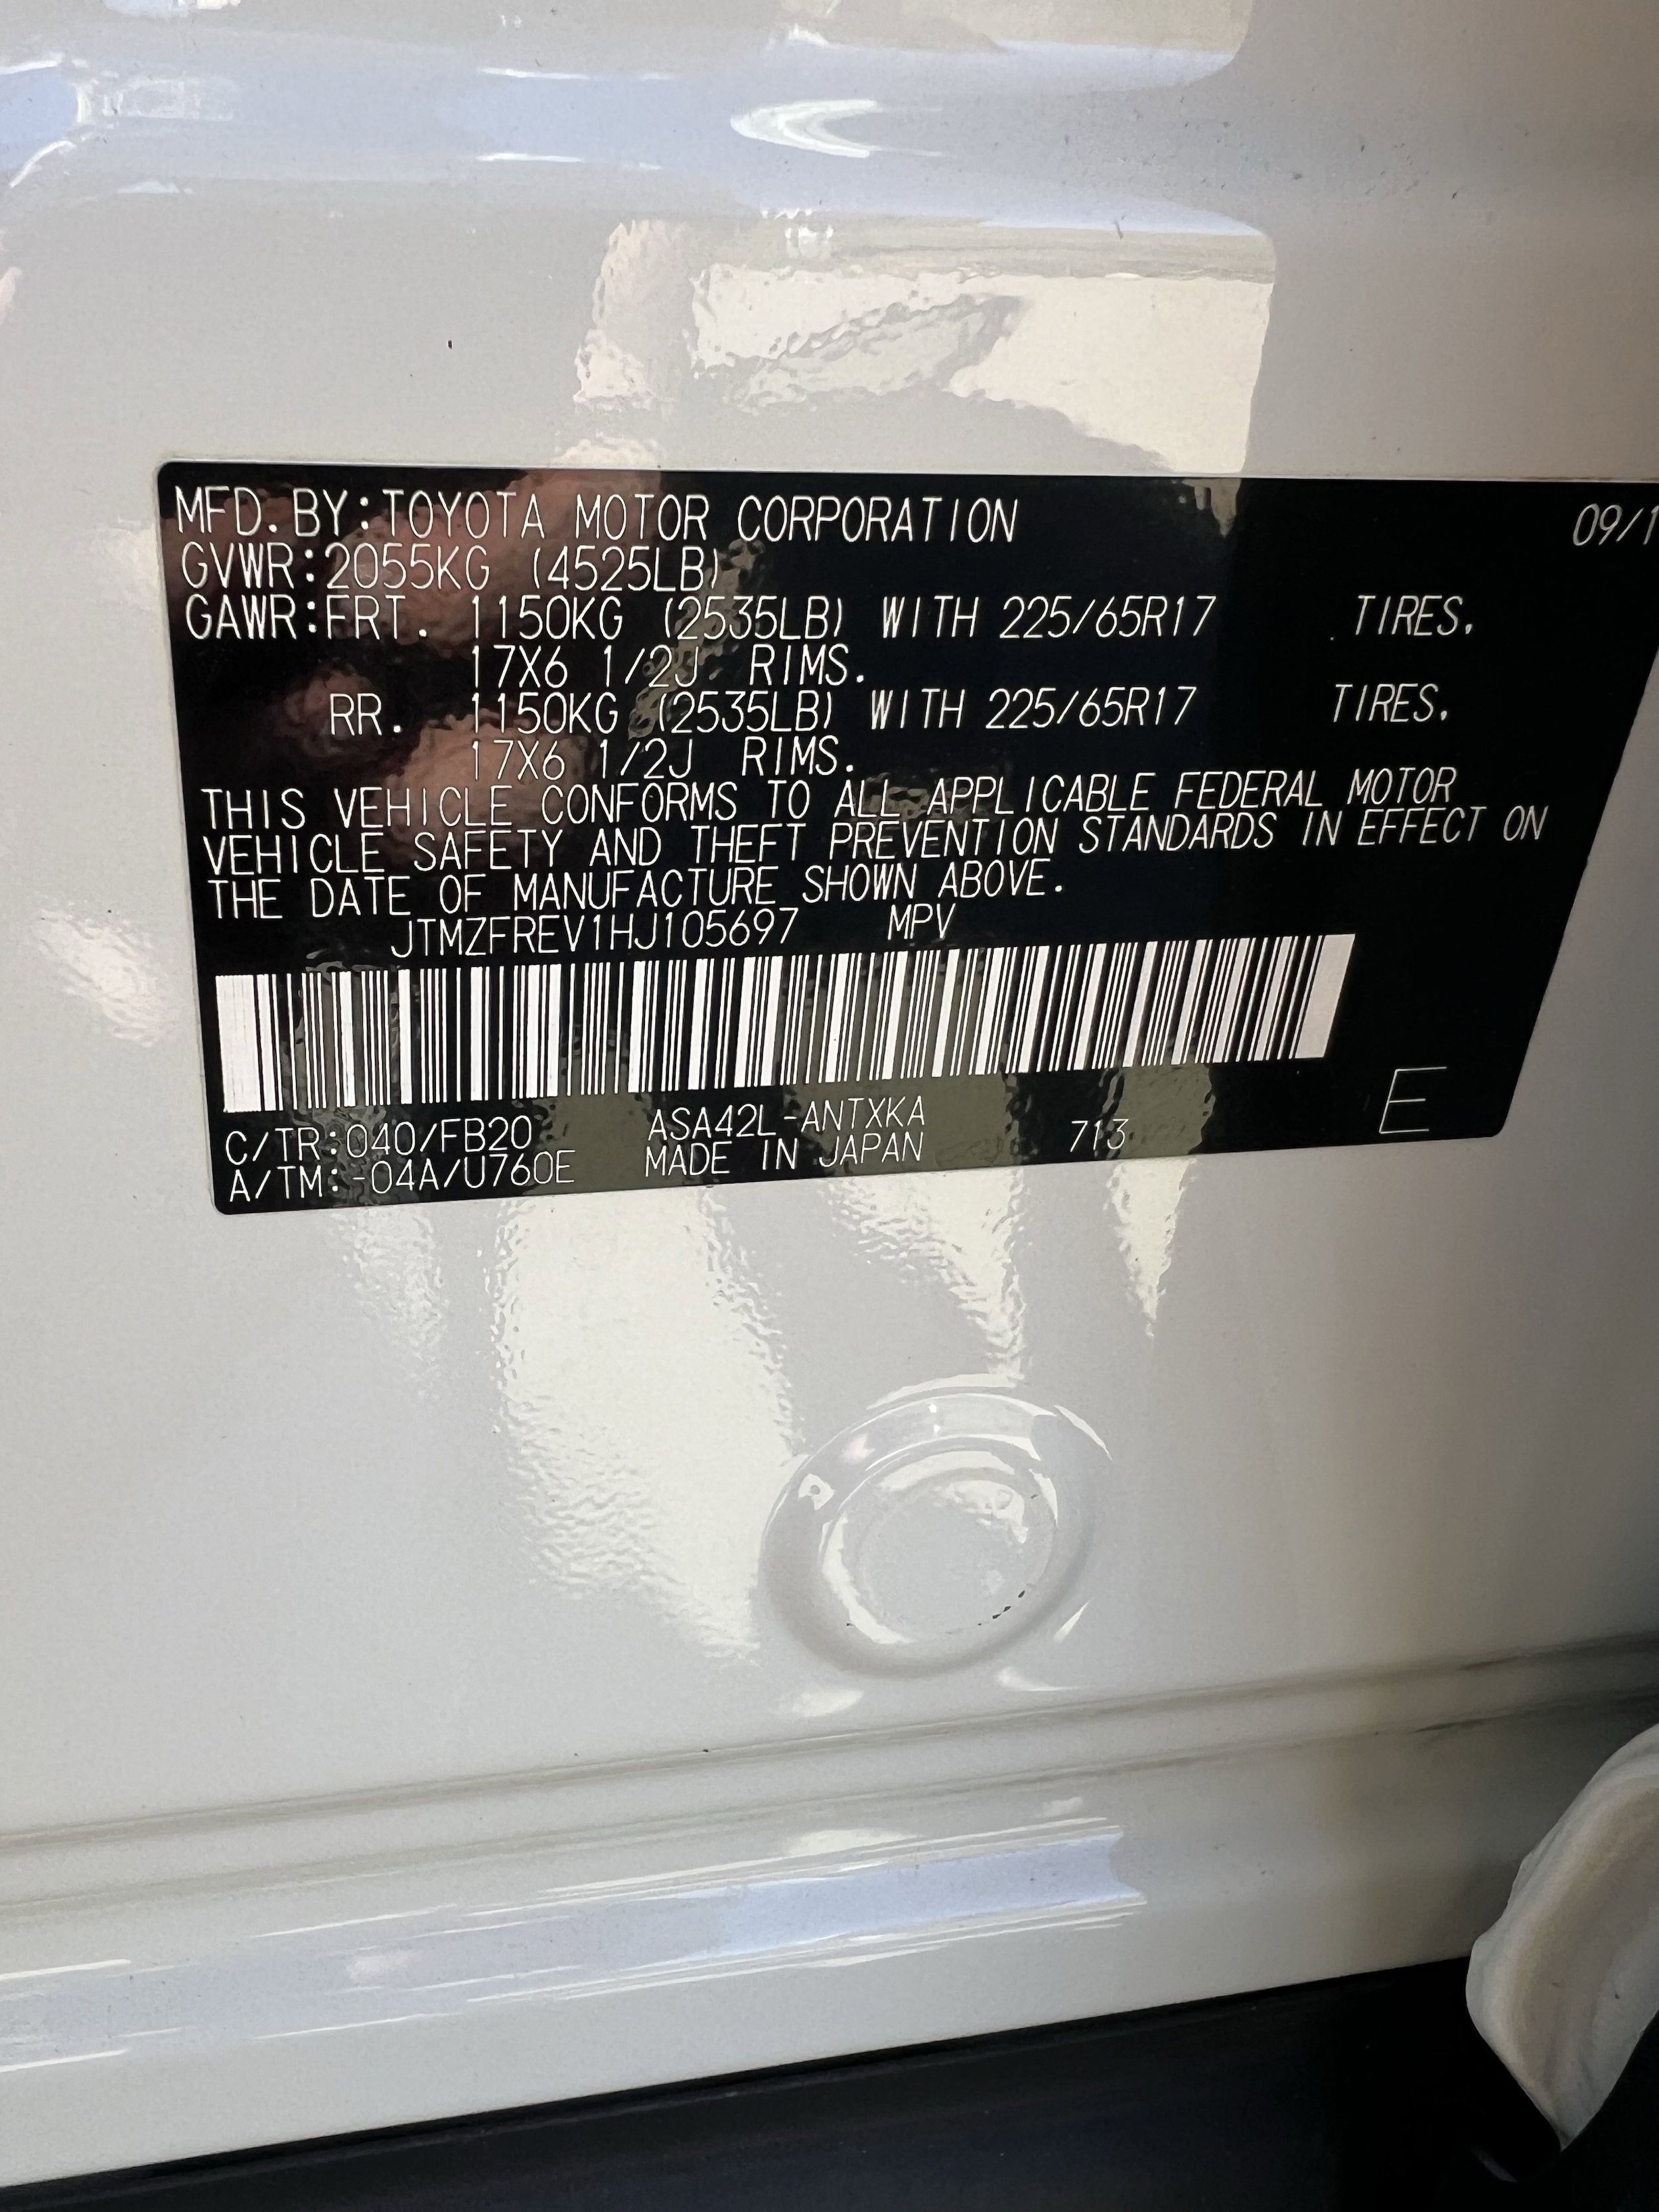 MFD. BY: TOYOTA MOTOR CORPORATION 09/1
GVWR: 2055KG (4525LB)
GAWR: FRT. 1150KG (2535LB) WITH 225/65R17 TIRES.
17X6 1/2J RIMS.
RR. 1150KG (2535LB) WITH 225/65R17 TIRES.
17X6 1/2J RIMS.
THIS VEHICLE CONFORMS TO ALL APPLICABLE FEDERAL MOTOR
VEHICLE SAFETY AND THEFT PREVENTION STANDARDS IN EFFECT ON
THE DATE OF MANUFACTURE SHOWN ABOVE.
JTMZFREV1HJ105697 MPV
C/TR: 040/FB20 ASA42L-ANTXKA 713 E
A/TM: -04A/U760E MADE IN JAPAN